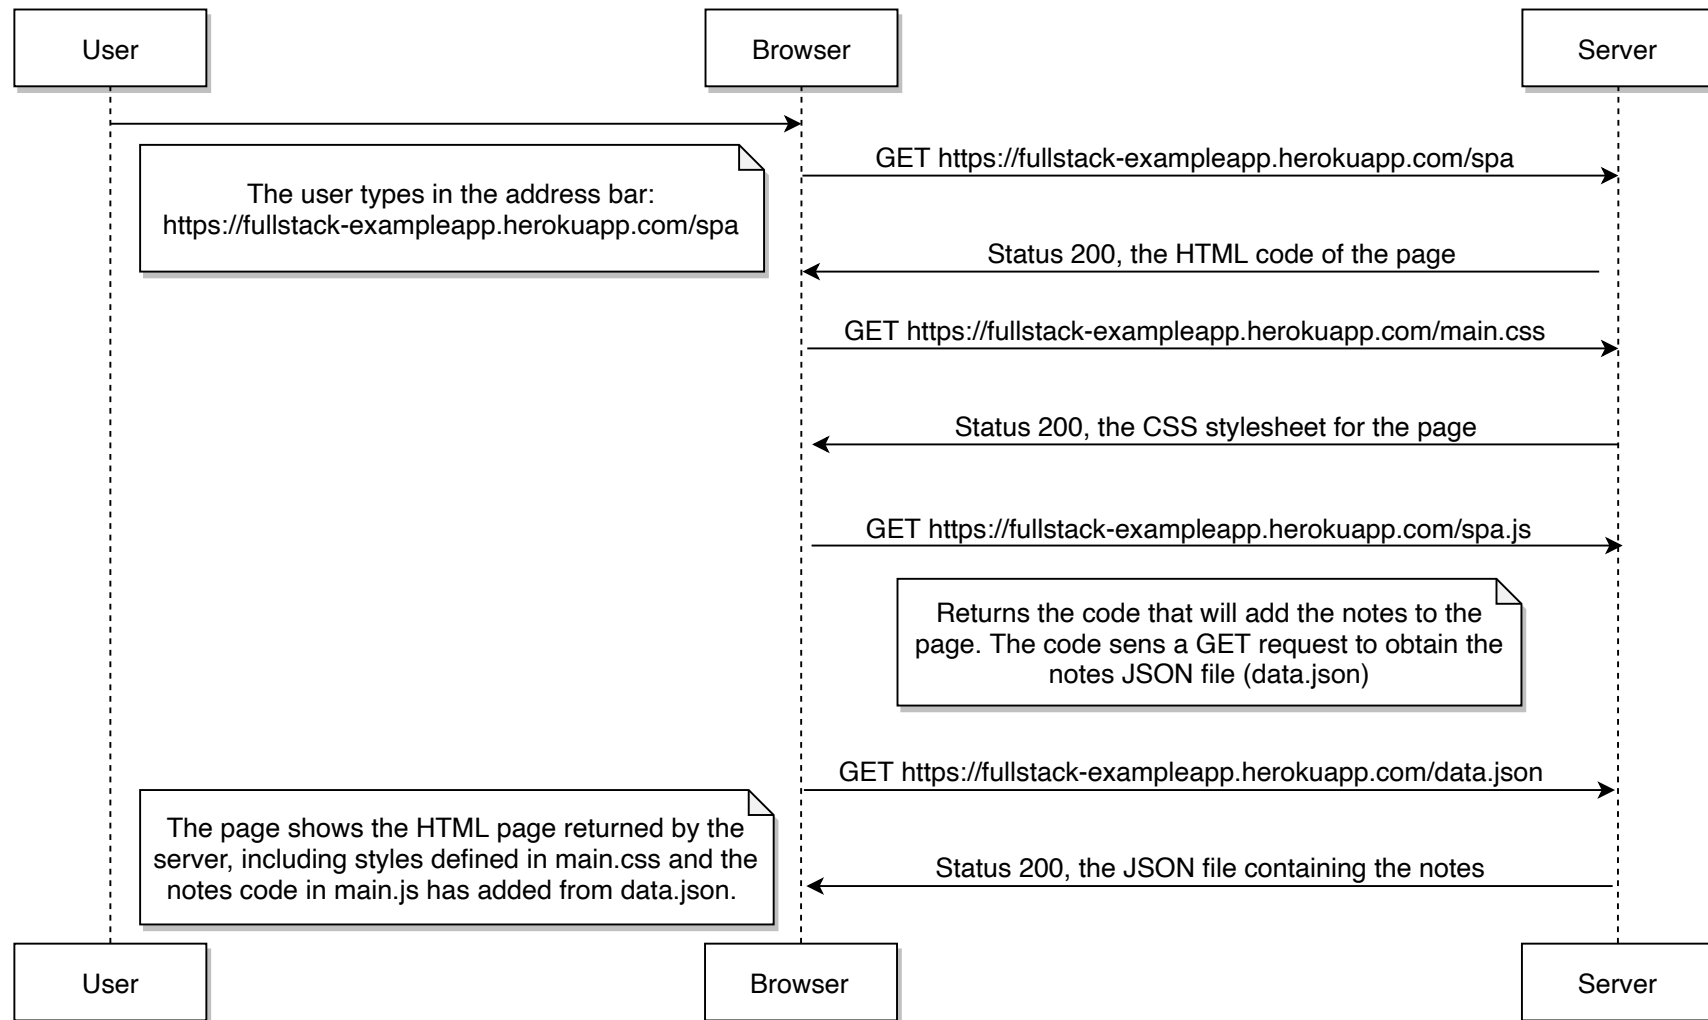 User
Browser
Server
GET https://fullstack-exampleapp.herokuapp.com/spa
The user types in the address bar:
https://fullstack-exampleapp.herokuapp.com/spa
Status 200, the HTML code of the page
GET https://fullstack-exampleapp.herokuapp.com/main.css
Status 200, the CSS stylesheet for the page
GET https://fullstack-exampleapp.herokuapp.com/spa.js
Returns the code that will add the notes to the
page. The code sens a GET request to obtain the
notes JSON file (data.json)
GET https://fullstack-exampleapp.herokuapp.com/data.json
The page shows the HTML page returned by the
server, including styles defined in main.css and the
notes code in main.js has added from data.json.
Status 200, the JSON file containing the notes
User
Browser
Server